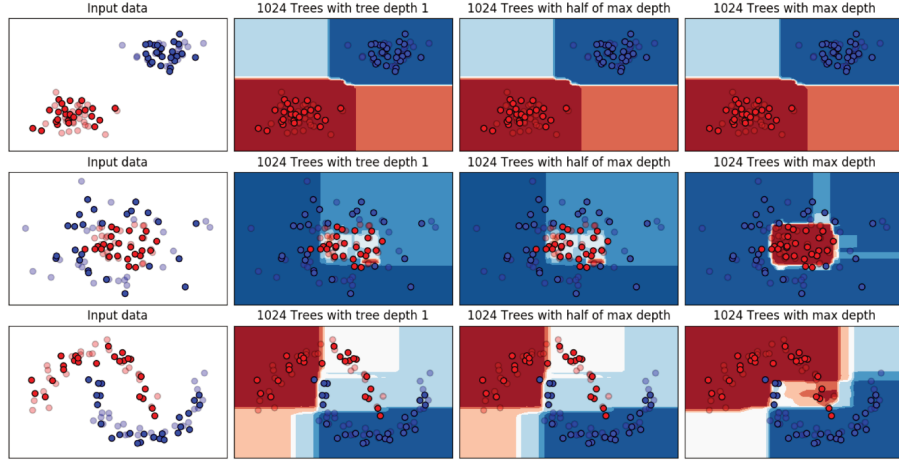 Input data
1024 Trees with tree depth 1
1024 Trees with half of max depth
1024 Trees with max depth
Input data
1024 Trees with tree depth 1
1024 Trees with half of max depth
1024 Trees with max depth
Input data
1024 Trees with tree depth 1
1024 Trees with half of max depth
1024 Trees with max depth